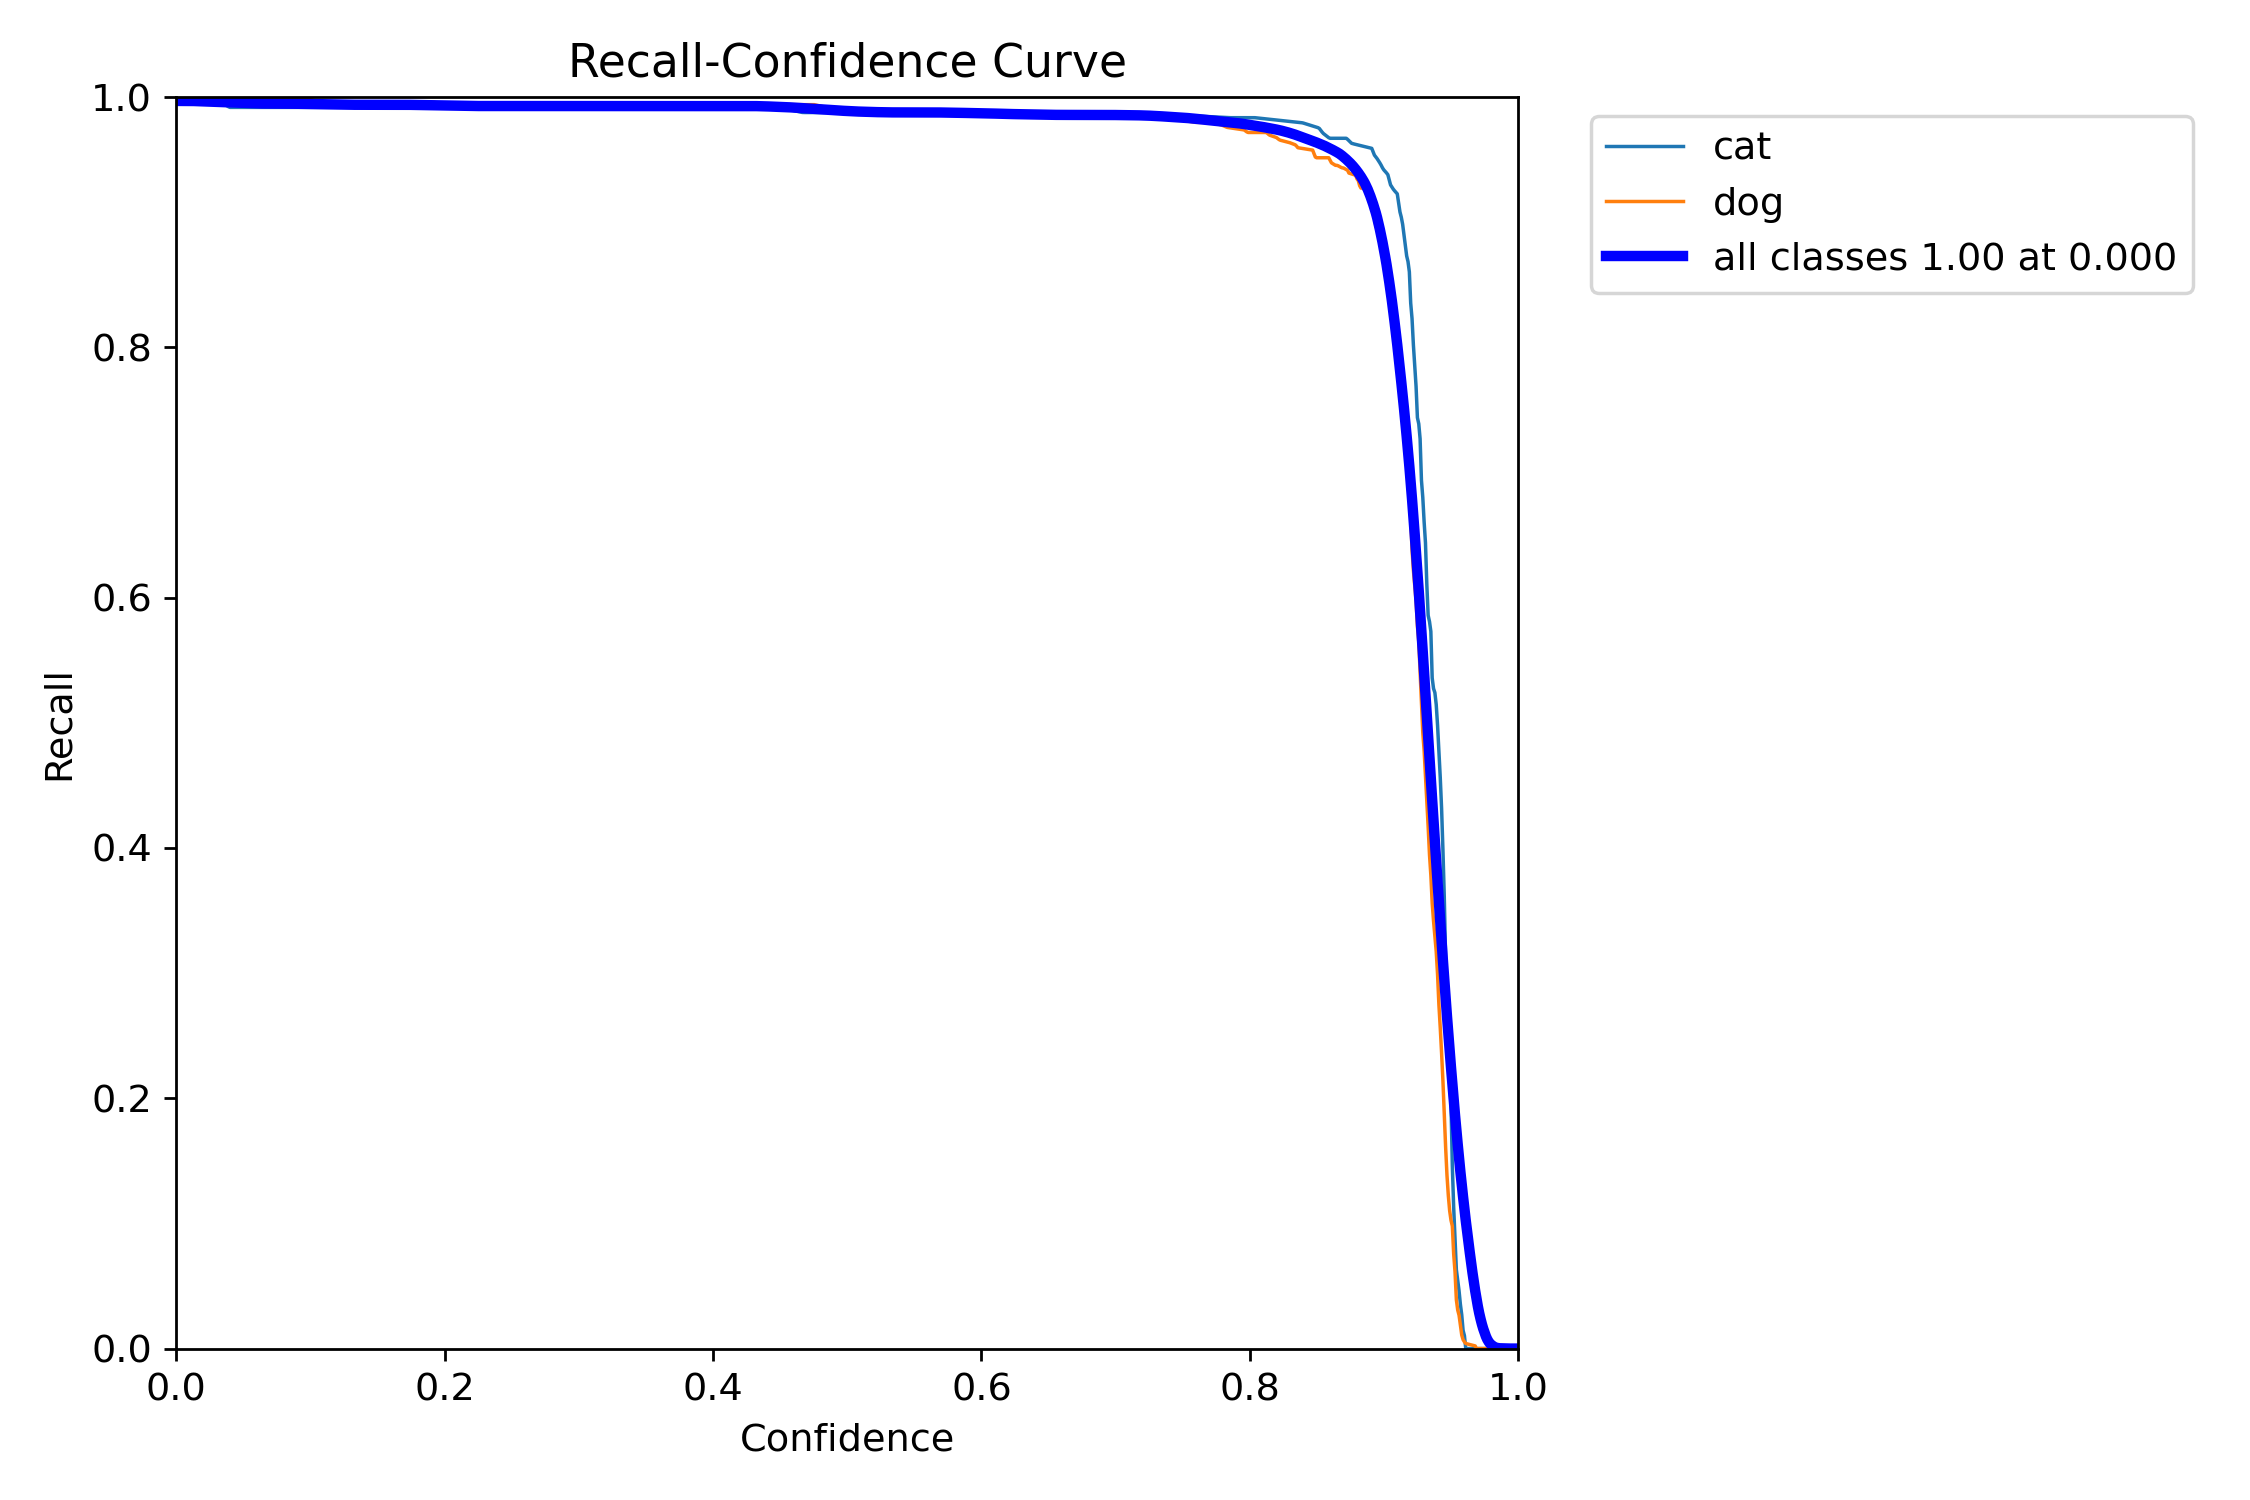 Recall-Confidence Curve
1.0
0.8
0.6
0.4
0.2
0.0
Recall
0.0 0.2 0.4 0.6 0.8 1.0
Confidence
cat
dog
all classes 1.00 at 0.000